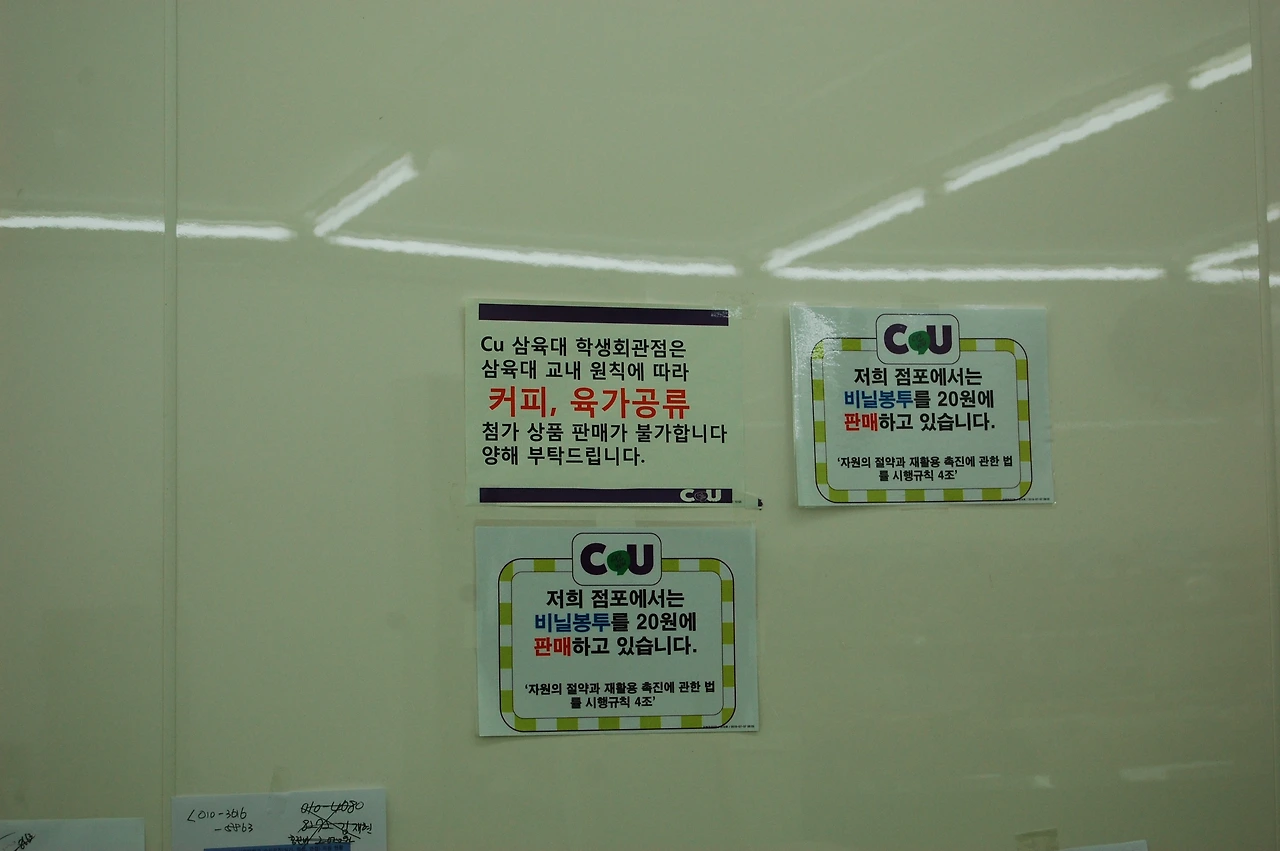 Cu 삼육대 학생회관점은
삼육대 교내 원칙에 따라
커피, 육가공류
첨가 상품 판매가 불가합니다
양해 부탁드립니다.
CU
CU
저희 점포에서는
비닐봉투를 20원에
판매하고 있습니다.
‘자원의 절약과 재활용 촉진에 관한 법
률 시행규칙 4조’
CU
저희 점포에서는
비닐봉투를 20원에
판매하고 있습니다.
‘자원의 절약과 재활용 촉진에 관한 법
률 시행규칙 4조’